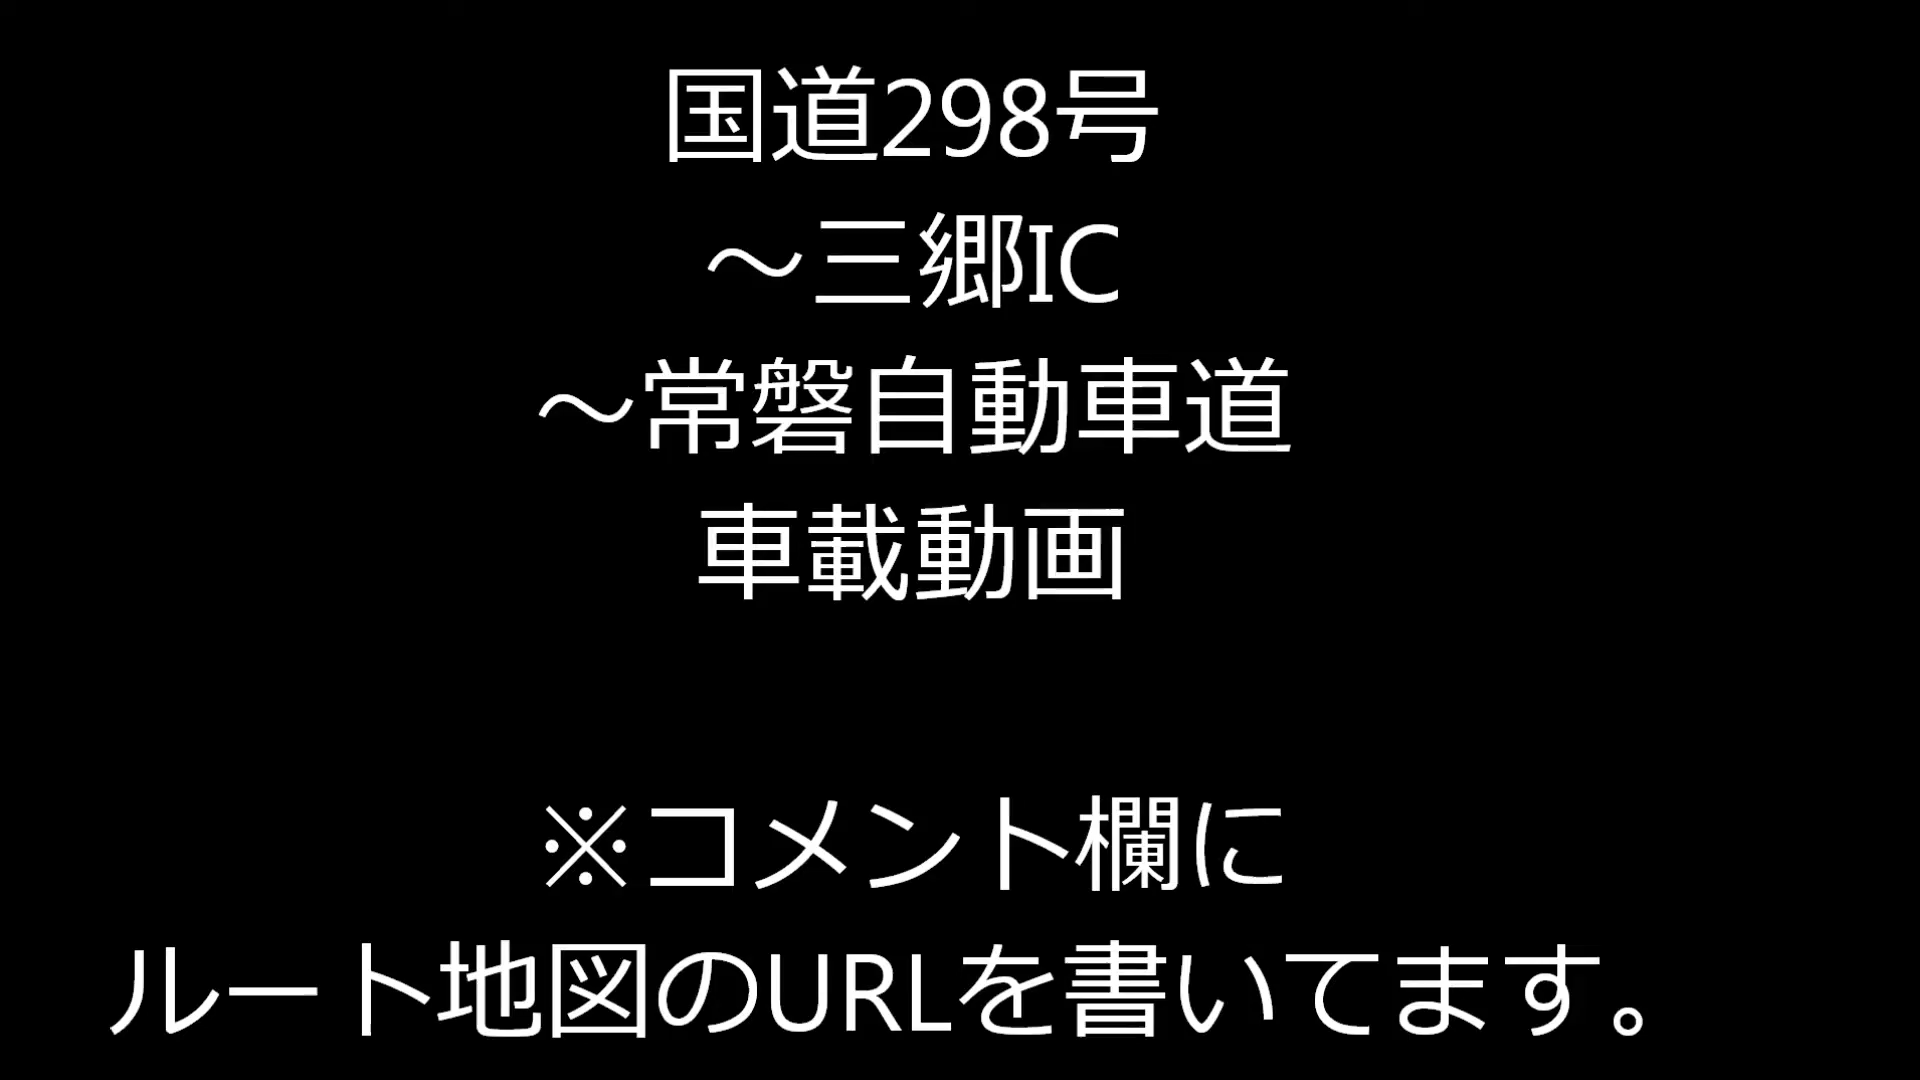 国道298号
～三郷IC
～常磐自動車道
車載動画
※コメント欄に
ルート地図のURLを書いてます。